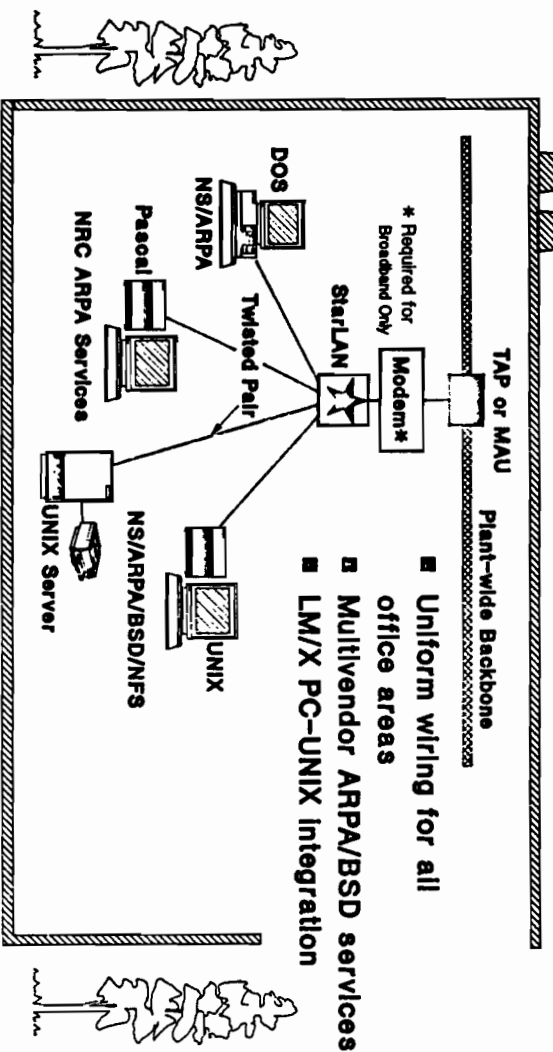 TAP or MAU
Plant-wide Backbone
* Required for
Broadband Only
Modem*
StarLAN
DOS
NS/ARPA
Pascal
NRC ARPA Services
Twisted Pair
UNIX Server
UNIX
NS/ARPA/BSD/NFS
Uniform wiring for all
office areas
Multivendor ARPA/BSD services
LM/X PC-UNIX integration